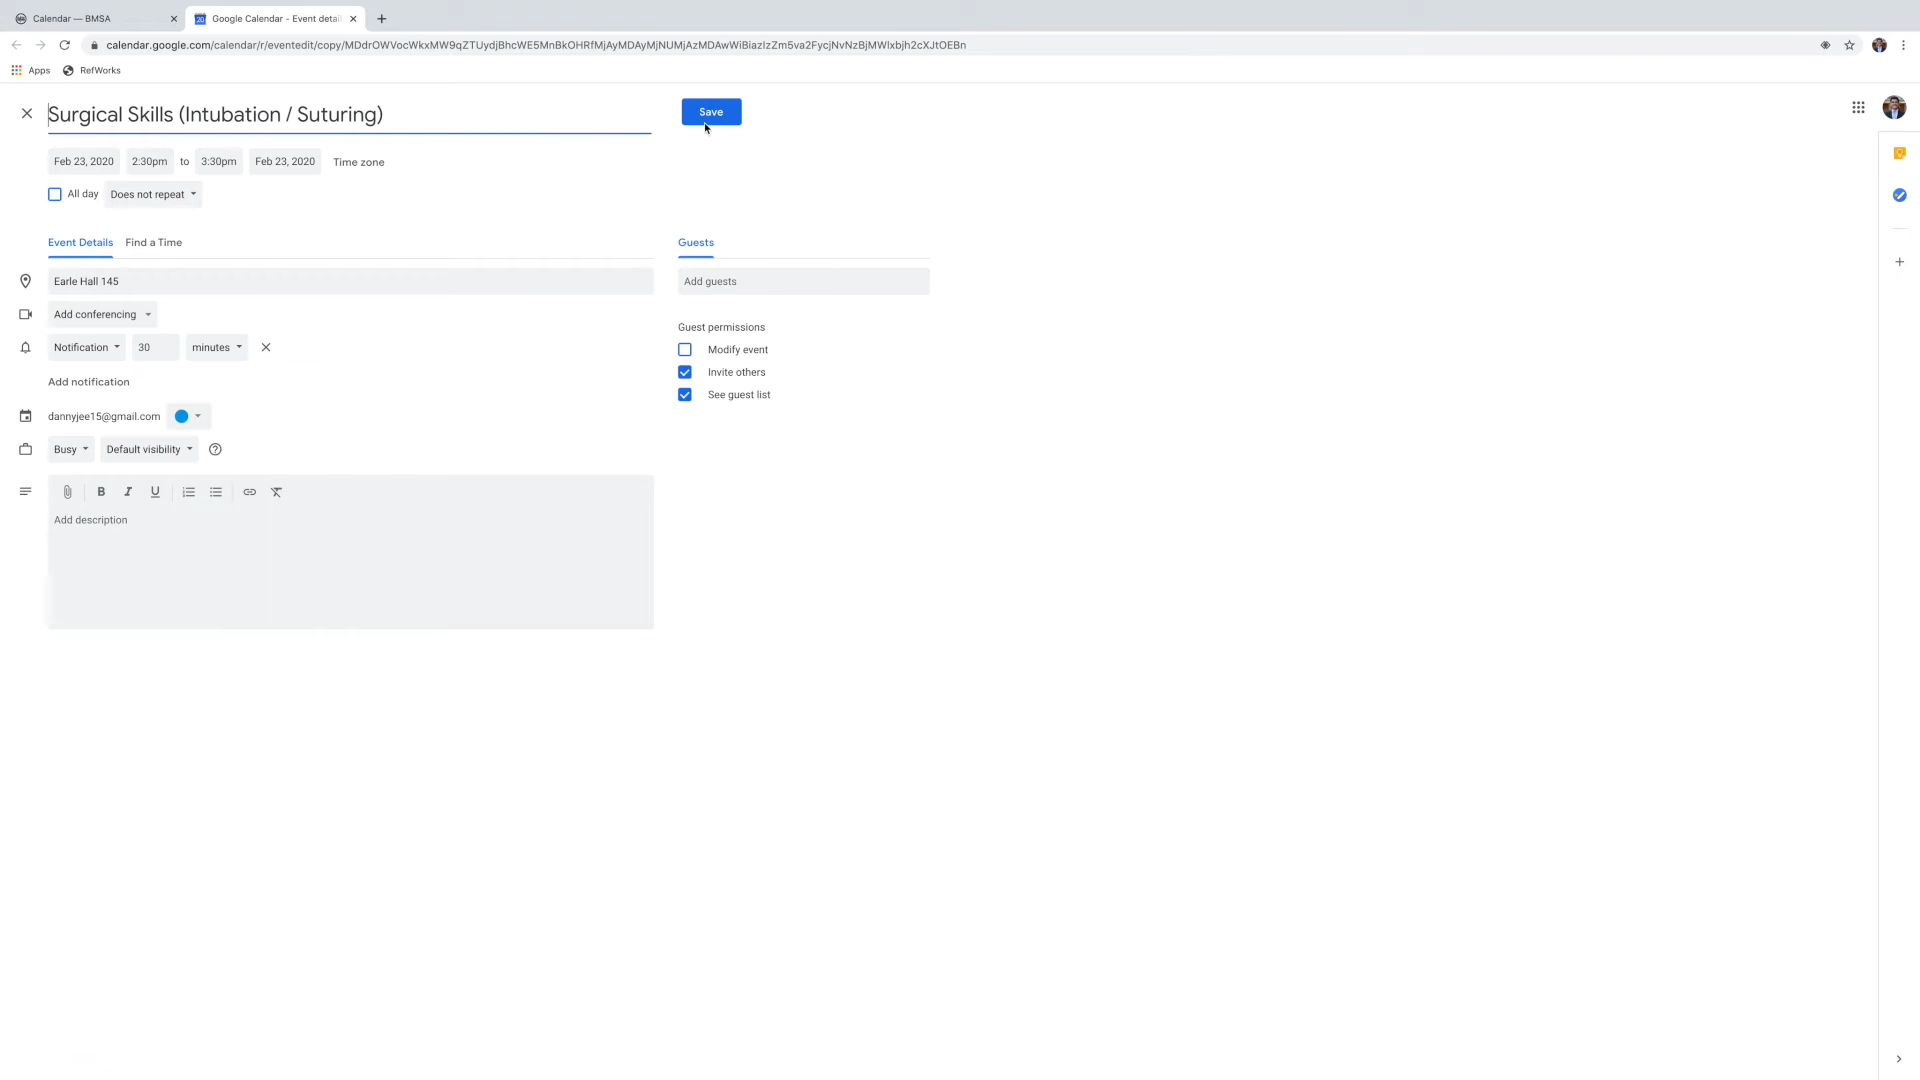 Calendar — BMSA
Google Calendar - Event detai
calendar.google.com/calendar/r/eventedit/copy/MDdrOWVocWkxMW9qZTUydjBhcWE5MnBkOHRfMjAyMDAyMjNUMjAzMDAwWiBiazIzZm5va2FycjNvNzBjMWIxbjh2cXJtOEBn
Apps RefWorks
Surgical Skills (Intubation / Suturing)
Save
Feb 23, 2020 2:30pm to 3:30pm Feb 23, 2020 Time zone
All day Does not repeat
Event Details Find a Time
Guests
Earle Hall 145
Add guests
Add conferencing
Guest permissions
Notification 30 minutes
Modify event
Invite others
Add notification
See guest list
dannyjee15@gmail.com
Busy Default visibility
B I U
Add description